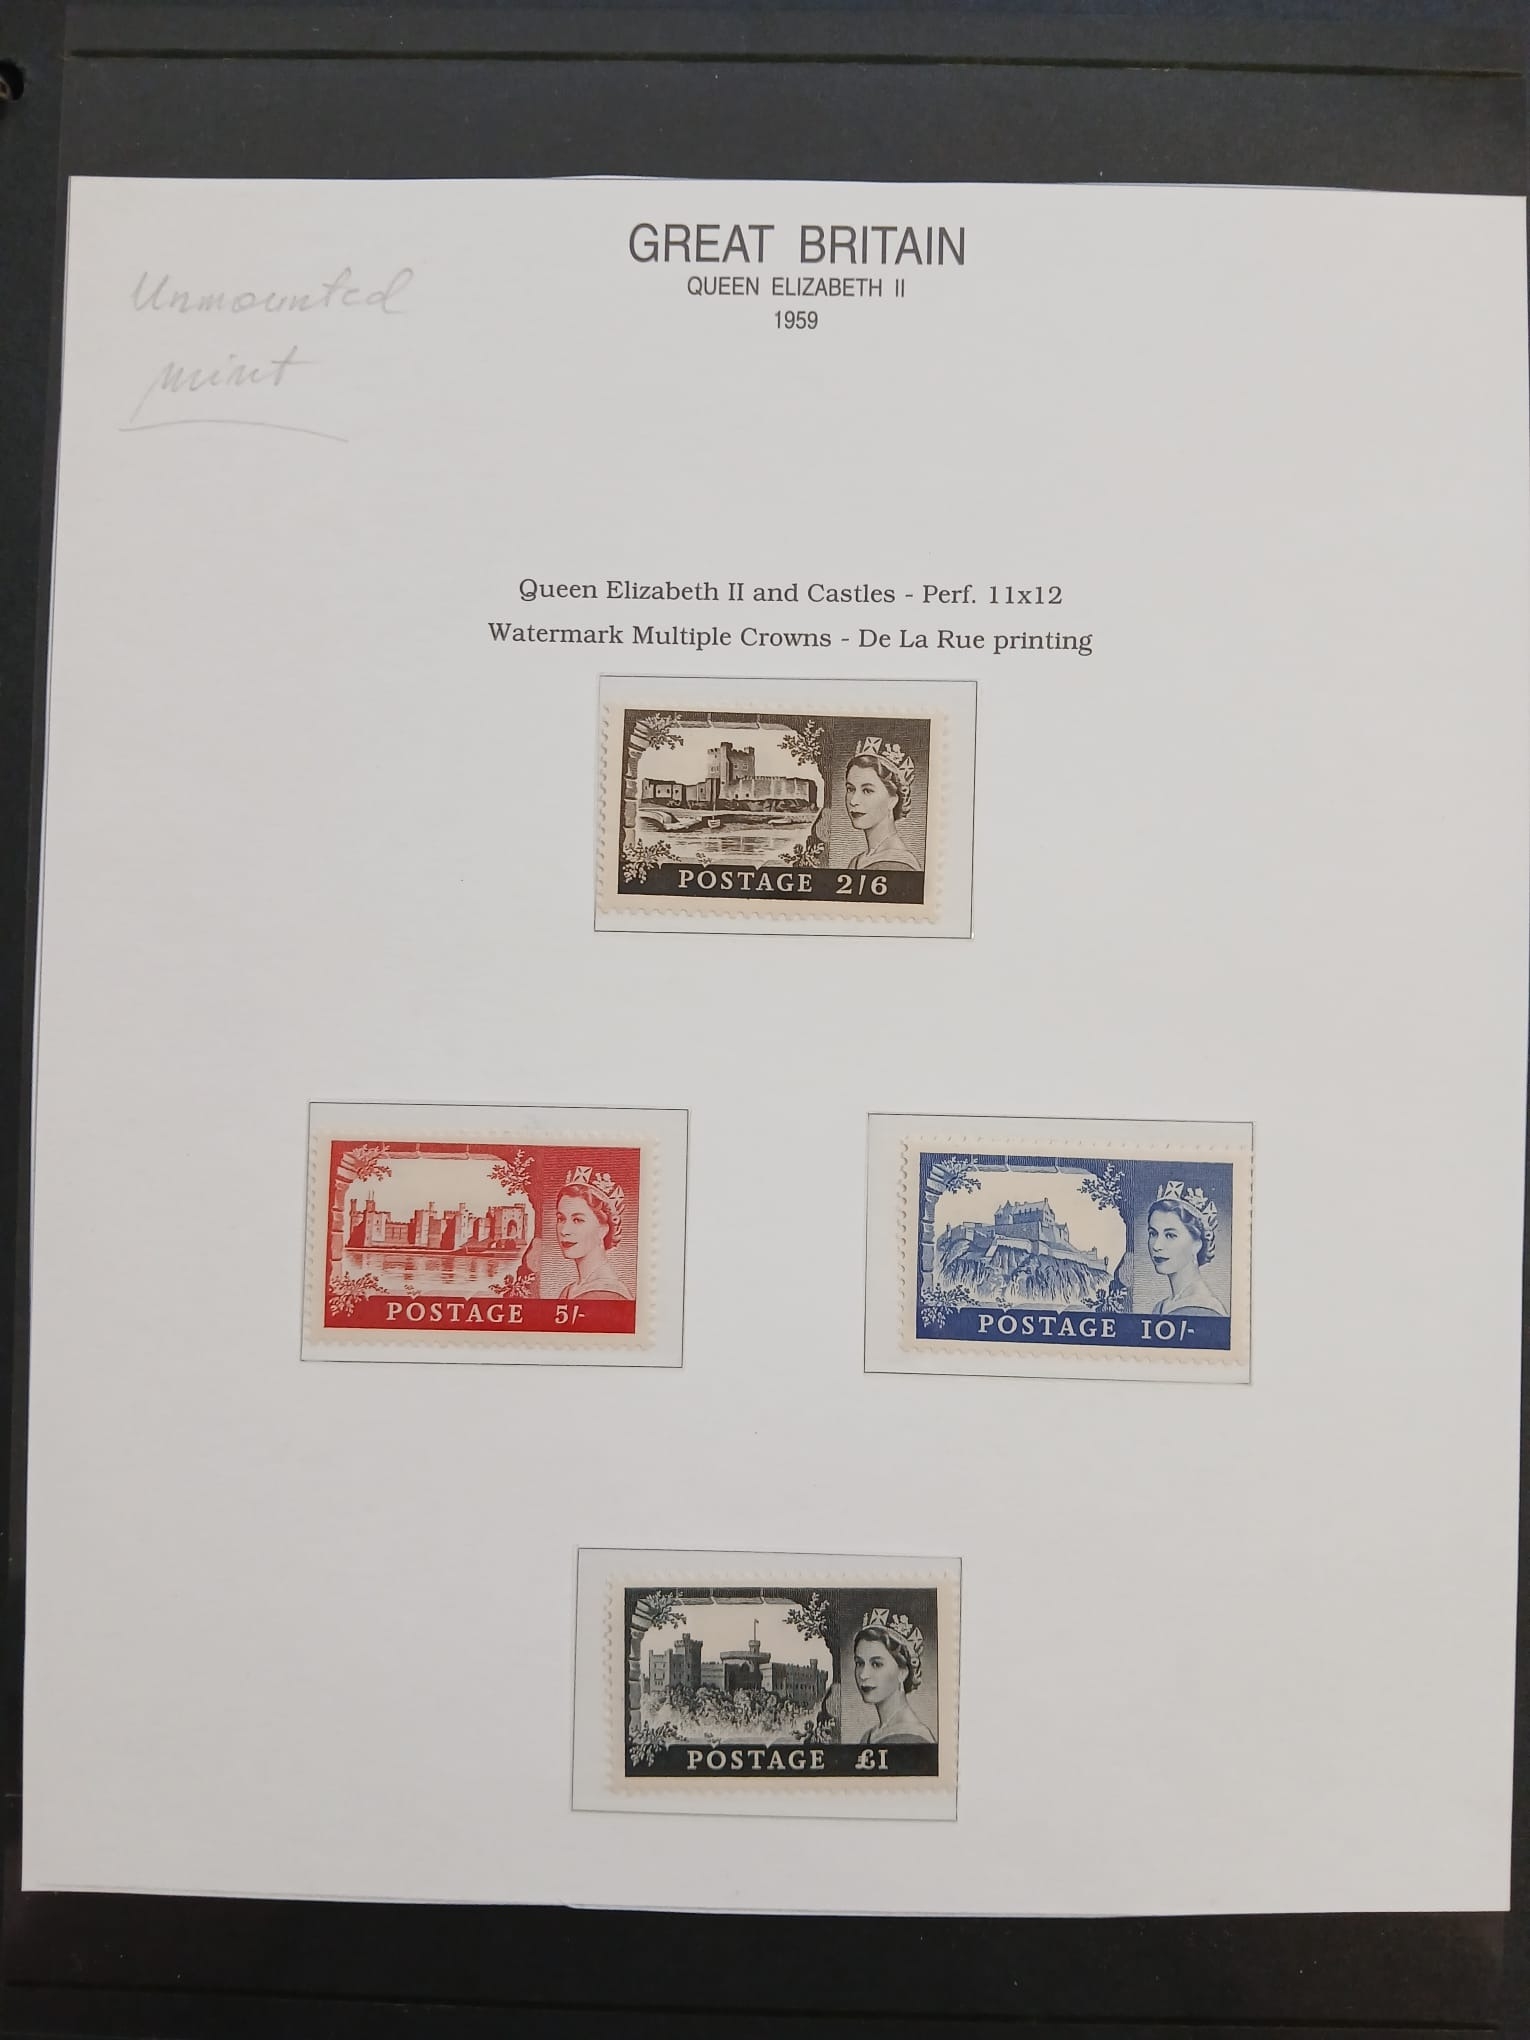 GREAT BRITAIN
QUEEN ELIZABETH II
1959
Unmounted
mint
Queen Elizabeth II and Castles - Perf. 11x12
Watermark Multiple Crowns - De La Rue printing
POSTAGE 2/6
POSTAGE 5/-
POSTAGE 10/-
POSTAGE £1